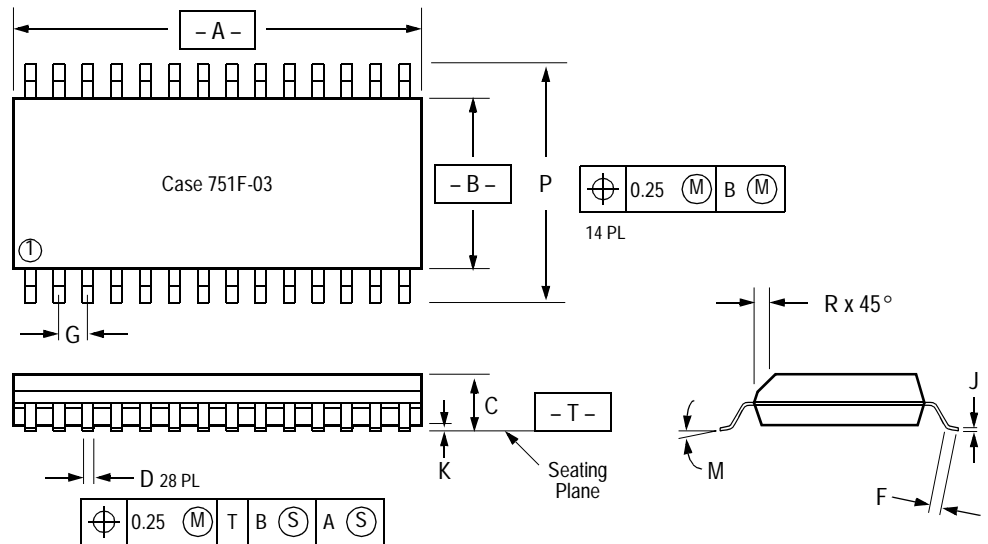 – A –
Case 751F-03
– B –
P
⌖ 0.25 Ⓜ B Ⓜ
14 PL
①
G
R x 45°
C
– T –
J
K
Seating
Plane
M
F
D 28 PL
⌖ 0.25 Ⓜ T B Ⓢ A Ⓢ